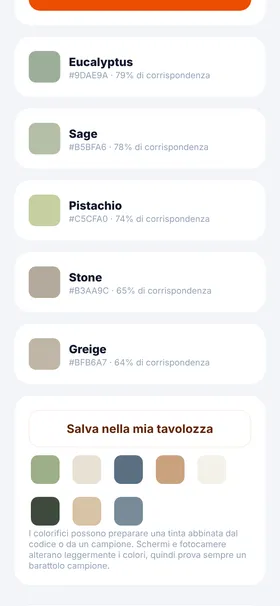 Eucalyptus
#9DAE9A · 79% di corrispondenza
Sage
#B5BFA6 · 78% di corrispondenza
Pistachio
#C5CFA0 · 74% di corrispondenza
Stone
#B3AA9C · 65% di corrispondenza
Greige
#BFB6A7 · 64% di corrispondenza
Salva nella mia tavolozza
I colorifici possono preparare una tinta abbinata dal
codice o da un campione. Schermi e fotocamere
alterano leggermente i colori, quindi prova sempre un
barattolo campione.